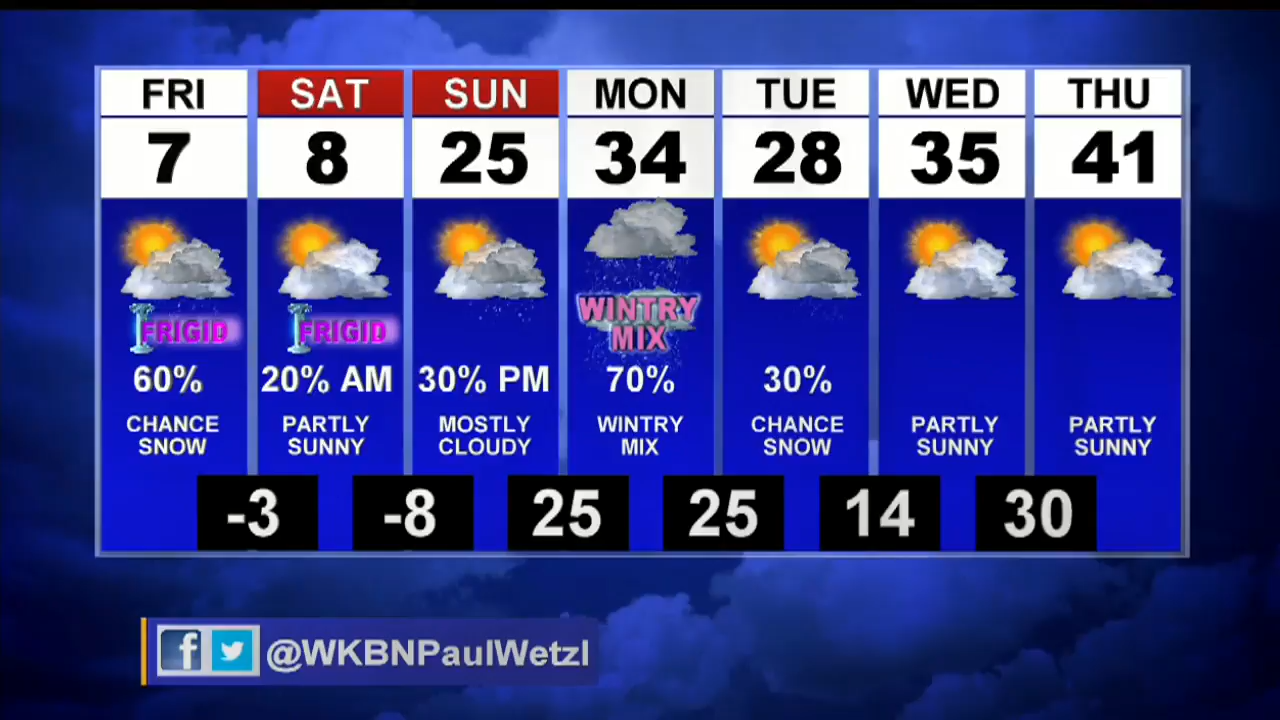 FRI SAT SUN MON TUE WED THU
7 8 25 34 28 35 41
FRIGID FRIGID WINTRY
MIX
60% 20% AM 30% PM 70% 30%
CHANCE PARTLY MOSTLY WINTRY CHANCE PARTLY PARTLY
SNOW SUNNY CLOUDY MIX SNOW SUNNY SUNNY
-3 -8 25 25 14 30
f @WKBNPaulWetzl